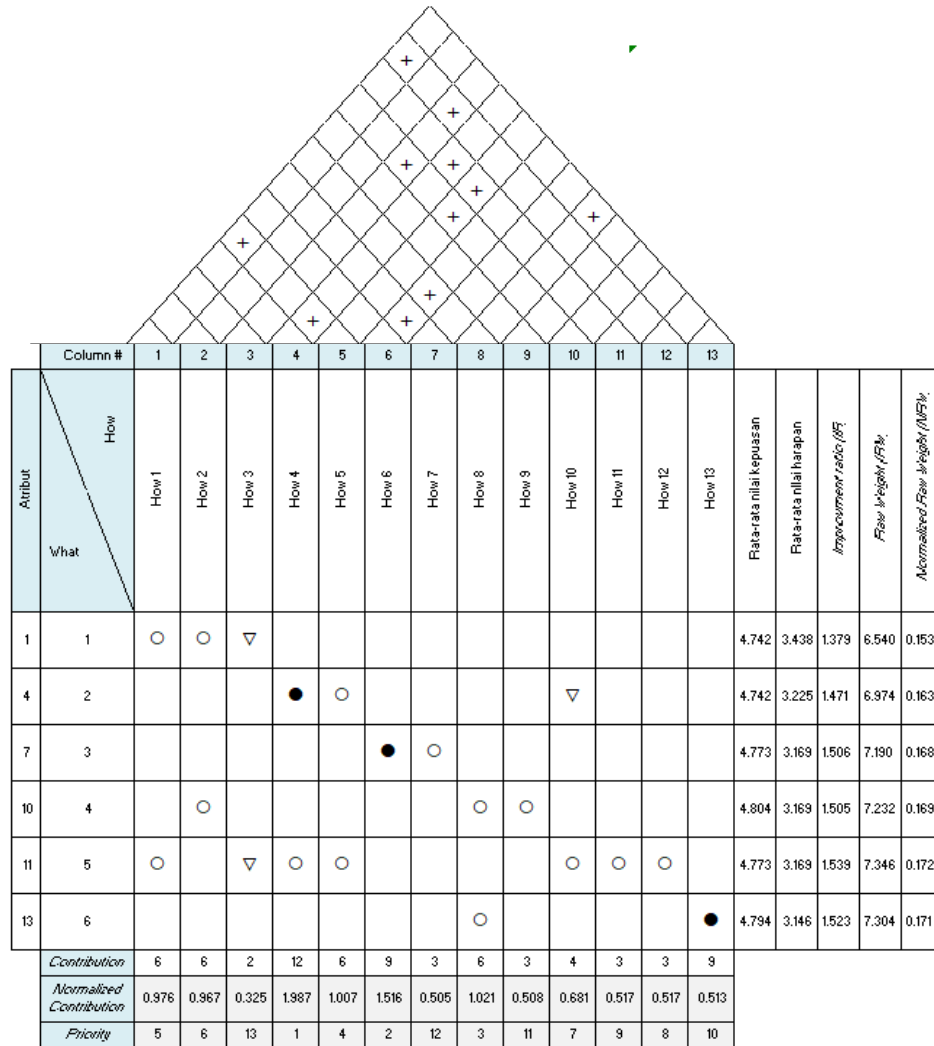 +
+
+ +
+
+ +
+
+
+ +
Column # 1 2 3 4 5 6 7 8 9 10 11 12 13
Atribut
How
What
How 1
How 2
How 3
How 4
How 5
How 6
How 7
How 8
How 9
How 10
How 11
How 12
How 13
Rata-rata nilai kepuasan
Rata-rata nilai harapan
Improvment ratio (IR)
Raw Weight (RW)
Normalized Raw Weight (NRW)
1 1 ○ ○ ▽ 4.742 3.438 1.379 6.540 0.153
4 2 ● ○ ▽ 4.742 3.225 1.471 6.974 0.163
7 3 ● ○ 4.773 3.169 1.506 7.190 0.168
10 4 ○ ○ ○ 4.804 3.169 1.505 7.232 0.169
11 5 ○ ▽ ○ ○ ○ ○ ○ 4.773 3.169 1.539 7.346 0.172
13 6 ○ ● 4.794 3.146 1.523 7.304 0.171
Contribution 6 6 2 12 6 9 3 6 3 4 3 3 9
Normalized
Contribution 0.976 0.967 0.325 1.987 1.007 1.516 0.505 1.021 0.508 0.681 0.517 0.517 0.513
Priority 5 6 13 1 4 2 12 3 11 7 9 8 10